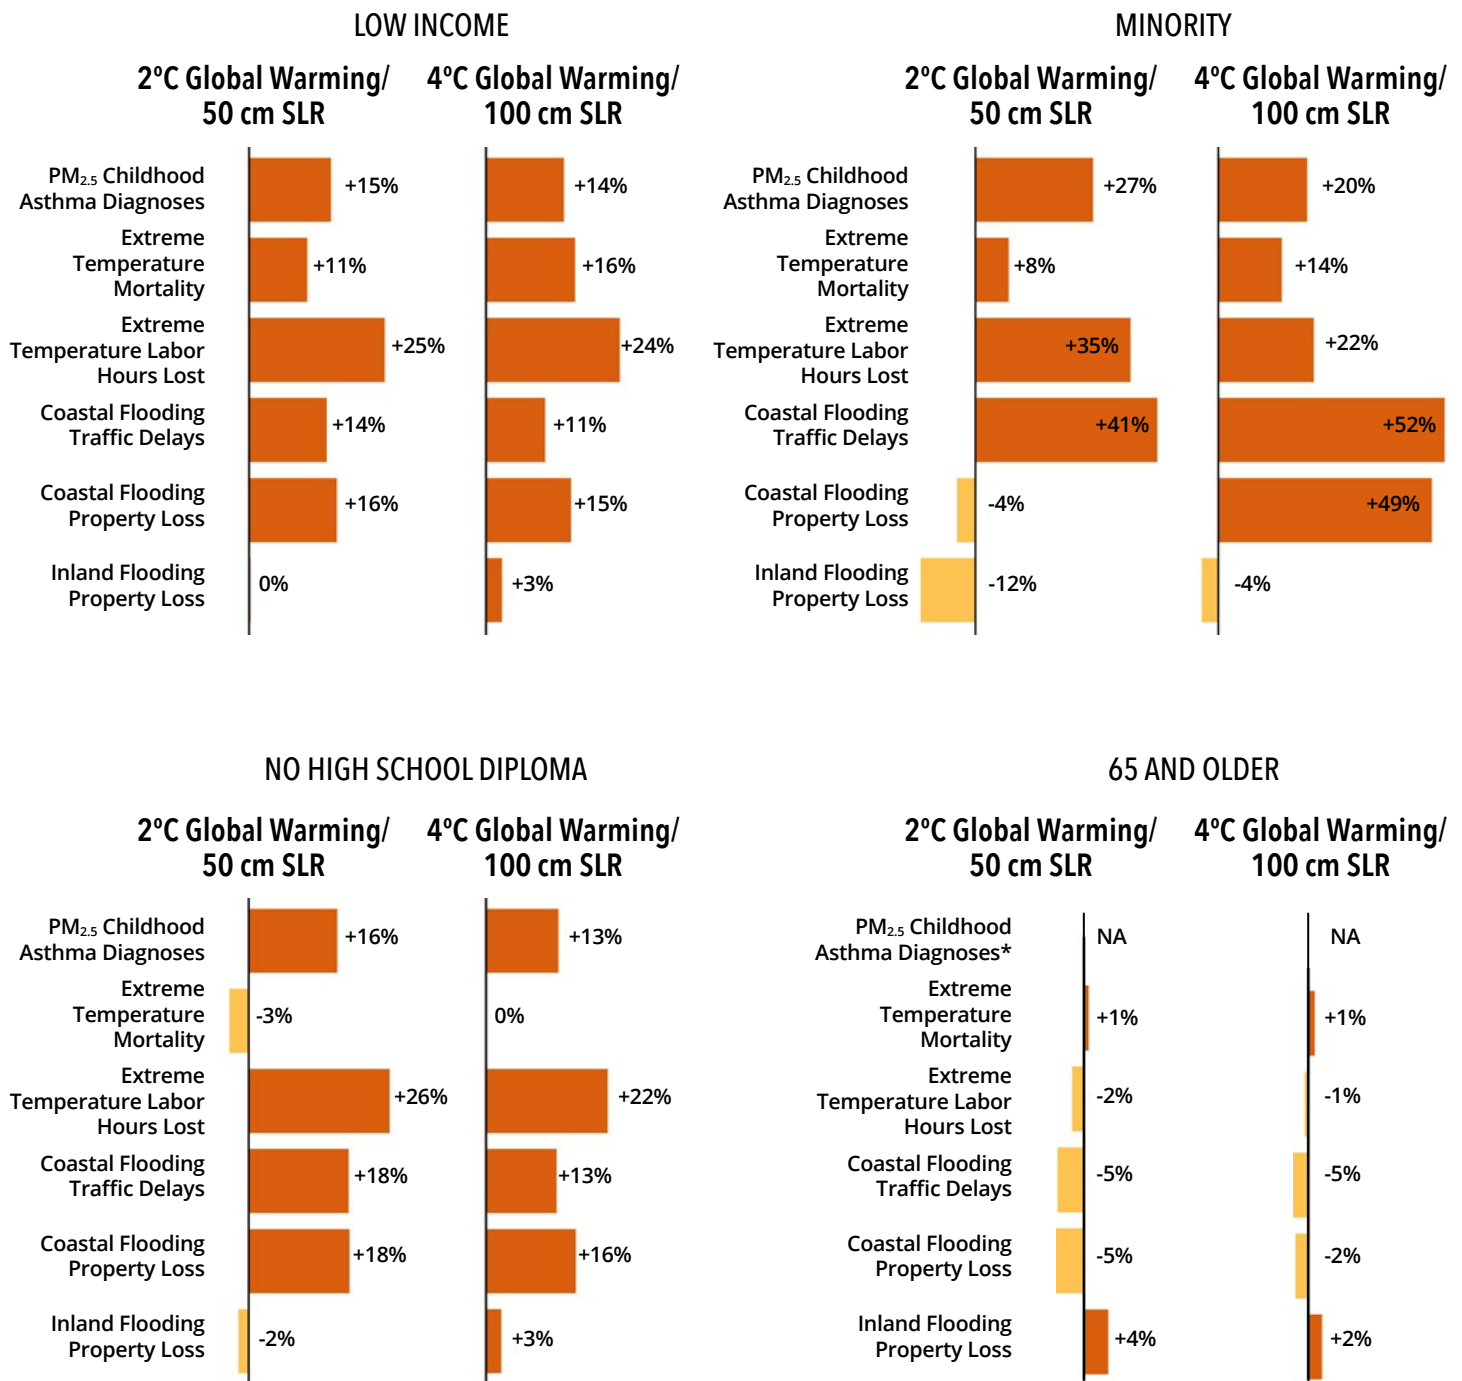 LOW INCOME
2ºC Global Warming/
50 cm SLR
4ºC Global Warming/
100 cm SLR
PM2.5 Childhood
Asthma Diagnoses
+15%
+14%
Extreme
Temperature
Mortality
+11%
+16%
Extreme
Temperature Labor
Hours Lost
+25%
+24%
Coastal Flooding
Traffic Delays
+14%
+11%
Coastal Flooding
Property Loss
+16%
+15%
Inland Flooding
Property Loss
0%
+3%
MINORITY
2ºC Global Warming/
50 cm SLR
4ºC Global Warming/
100 cm SLR
PM2.5 Childhood
Asthma Diagnoses
+27%
+20%
Extreme
Temperature
Mortality
+8%
+14%
Extreme
Temperature Labor
Hours Lost
+35%
+22%
Coastal Flooding
Traffic Delays
+41%
+52%
Coastal Flooding
Property Loss
-4%
+49%
Inland Flooding
Property Loss
-12%
-4%
NO HIGH SCHOOL DIPLOMA
2ºC Global Warming/
50 cm SLR
4ºC Global Warming/
100 cm SLR
PM2.5 Childhood
Asthma Diagnoses
+16%
+13%
Extreme
Temperature
Mortality
-3%
0%
Extreme
Temperature Labor
Hours Lost
+26%
+22%
Coastal Flooding
Traffic Delays
+18%
+13%
Coastal Flooding
Property Loss
+18%
+16%
Inland Flooding
Property Loss
-2%
+3%
65 AND OLDER
2ºC Global Warming/
50 cm SLR
4ºC Global Warming/
100 cm SLR
PM2.5 Childhood
Asthma Diagnoses*
NA
NA
Extreme
Temperature
Mortality
+1%
+1%
Extreme
Temperature Labor
Hours Lost
-2%
-1%
Coastal Flooding
Traffic Delays
-5%
-5%
Coastal Flooding
Property Loss
-5%
-2%
Inland Flooding
Property Loss
+4%
+2%